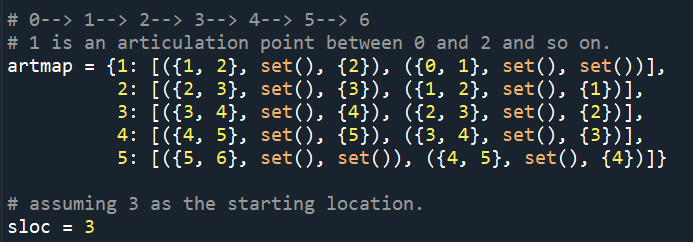 # 0--> 1--> 2--> 3--> 4--> 5--> 6
# 1 is an articulation point between 0 and 2 and so on.
artmap = {1: [({1, 2}, set(), {2}), ({0, 1}, set(), set())],
2: [({2, 3}, set(), {3}), ({1, 2}, set(), {1})],
3: [({3, 4}, set(), {4}), ({2, 3}, set(), {2})],
4: [({4, 5}, set(), {5}), ({3, 4}, set(), {3})],
5: [({5, 6}, set(), set()), ({4, 5}, set(), {4})]}
# assuming 3 as the starting location.
sloc = 3